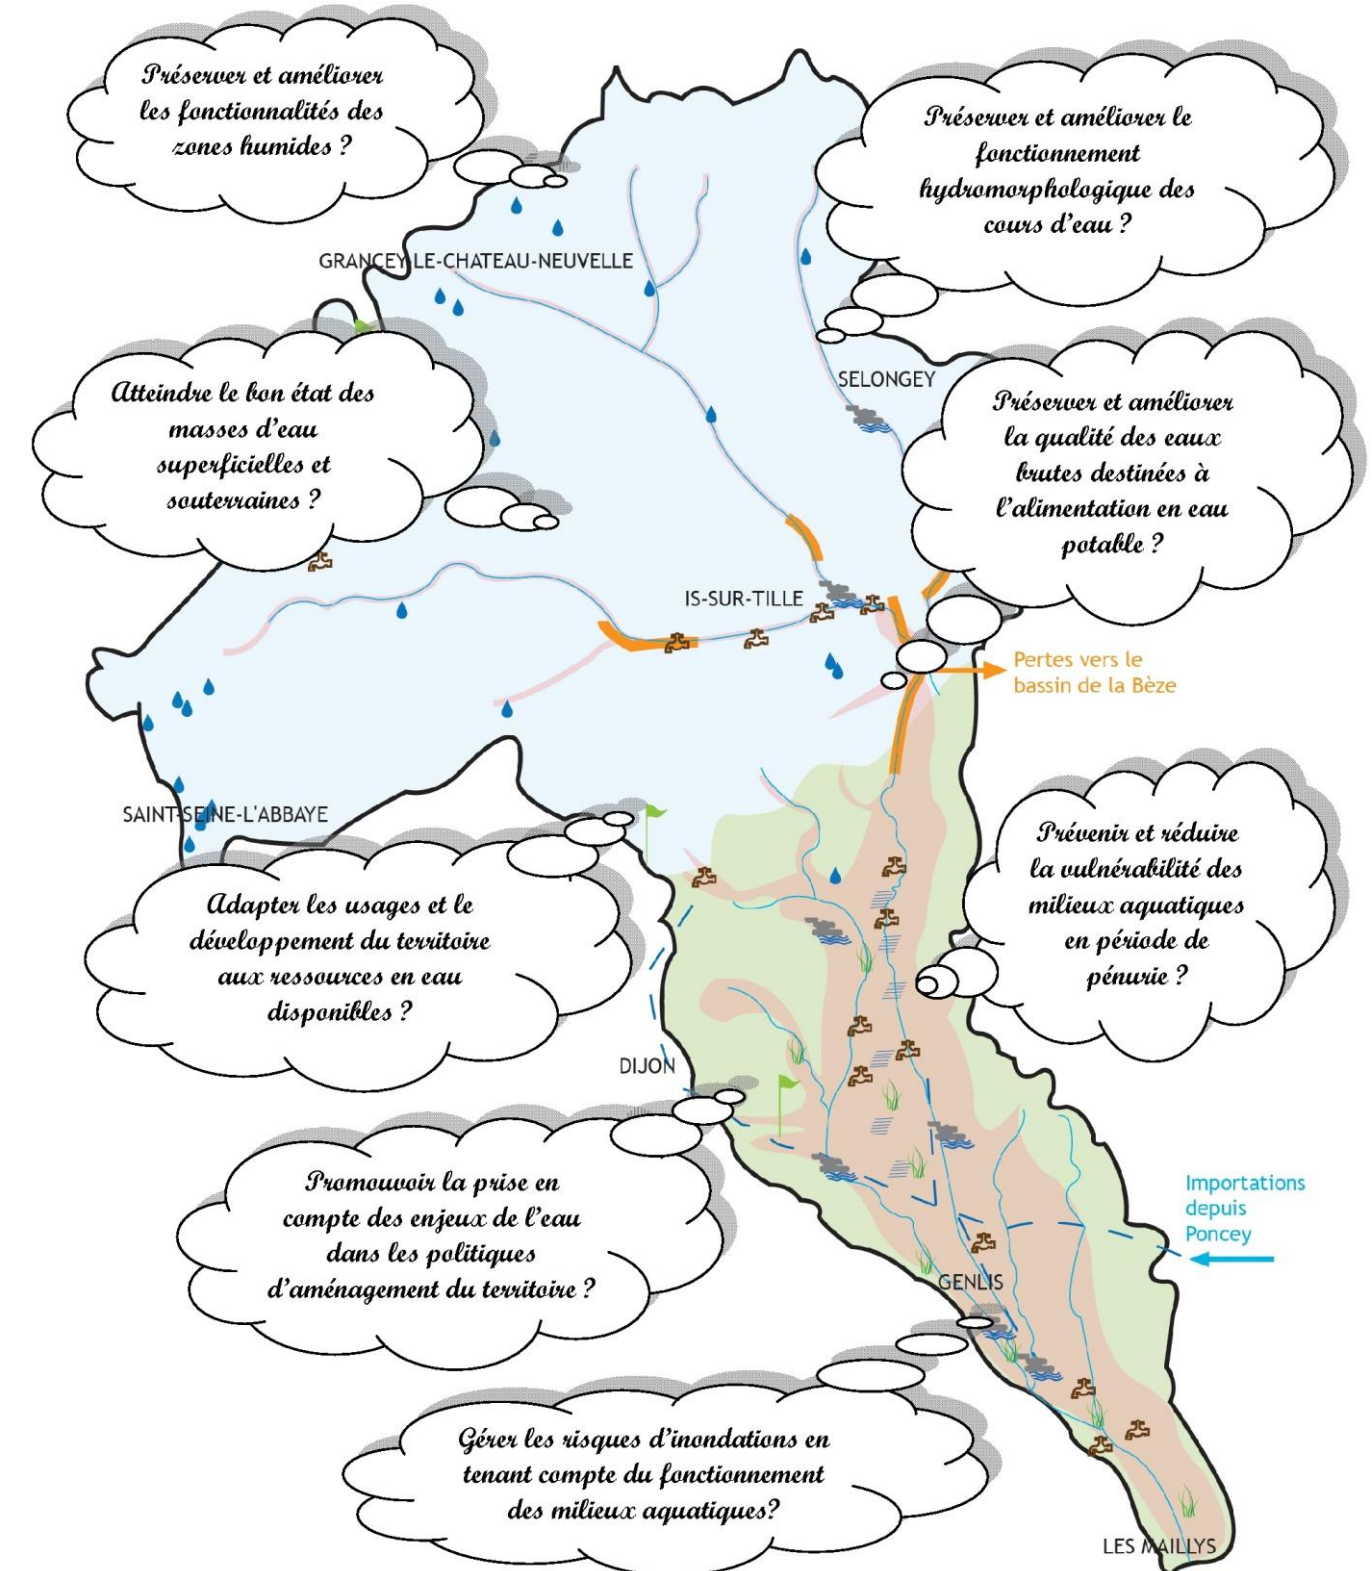 Préserver et améliorer
les fonctionnalités des
zones humides ?
Préserver et améliorer le
fonctionnement
hydromorphologique des
cours d'eau ?
GRANCEY-LE-CHATEAU-NEUVELLE
SELONGEY
Atteindre le bon état des
masses d'eau
superficielles et
souterraines ?
Préserver et améliorer
la qualité des eaux
brutes destinées à
l'alimentation en eau
potable ?
IS-SUR-TILLE
Pertes vers le
bassin de la Bèze
SAINT-SEINE-L'ABBAYE
Prévenir et réduire
la vulnérabilité des
milieux aquatiques
en période de
pénurie ?
Adapter les usages et le
développement du territoire
aux ressources en eau
disponibles ?
DIJON
Promouvoir la prise en
compte des enjeux de l'eau
dans les politiques
d'aménagement du territoire ?
Importations
depuis
Poncey
GENLIS
Gérer les risques d'inondations en
tenant compte du fonctionnement
des milieux aquatiques?
LES MAILLYS